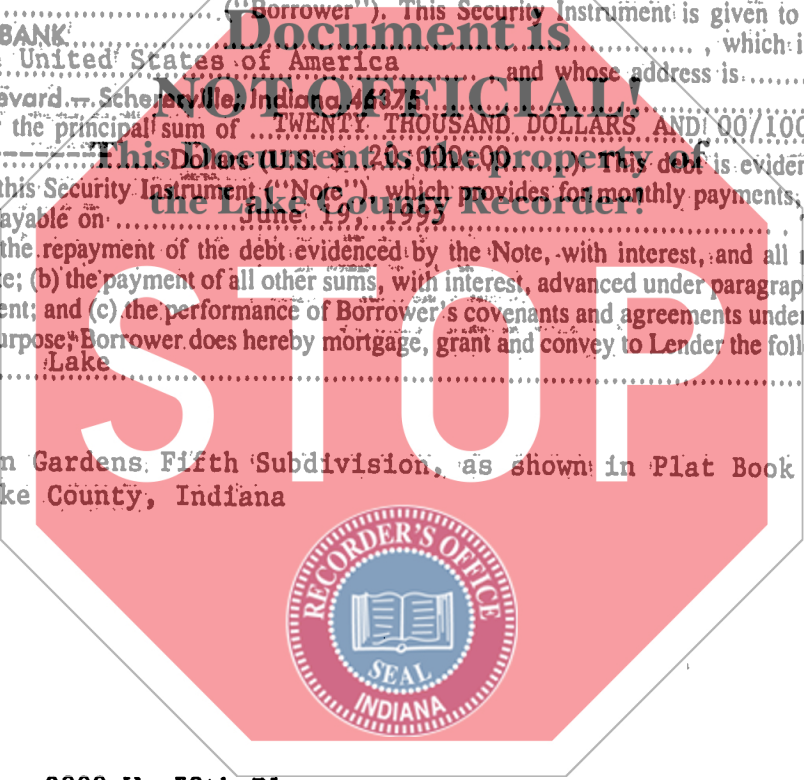 ("Borrower"). This Security Instrument is given to
Document is
BANK , which i
United States of America , and whose address is
NOT OFFICIAL!
evard — Schererville, Indiana 46375
the principal sum of TWENTY THOUSAND DOLLARS AND 00/100
This Document is the property of
Dollars (U.S. $ 20,000.00 ). This debt is eviden
this Security Instrument ("Note"), which provides for monthly payments,
the Lake County Recorder!
ayable on June 19, 1993
the repayment of the debt evidenced by the Note, with interest, and all
e; (b) the payment of all other sums, with interest, advanced under paragrap
ent; and (c) the performance of Borrower's covenants and agreements under
urpose, Borrower does hereby mortgage, grant and convey to Lender the foll
Lake
STOP
n Gardens Fifth Subdivision, as shown in Plat Book
ke County, Indiana
RECORDER'S OFFICE
SEAL
INDIANA